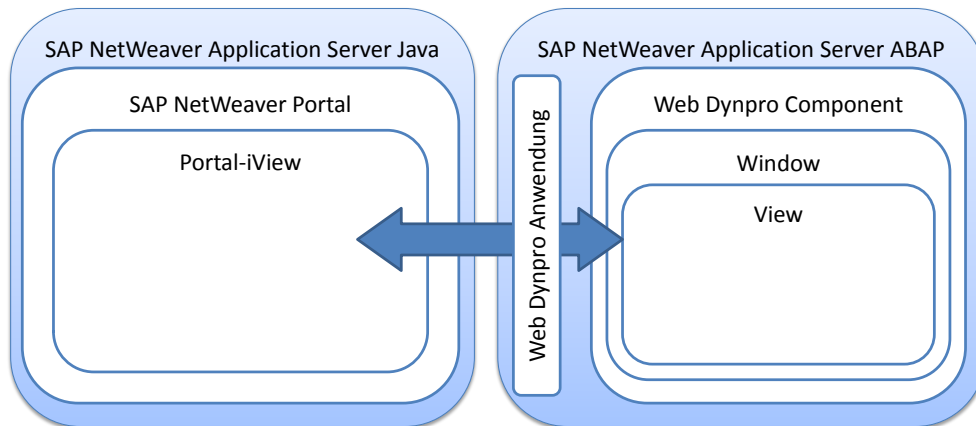 SAP NetWeaver Application Server Java
SAP NetWeaver Portal
Portal-iView
SAP NetWeaver Application Server ABAP
Web Dynpro Anwendung
Web Dynpro Component
Window
View